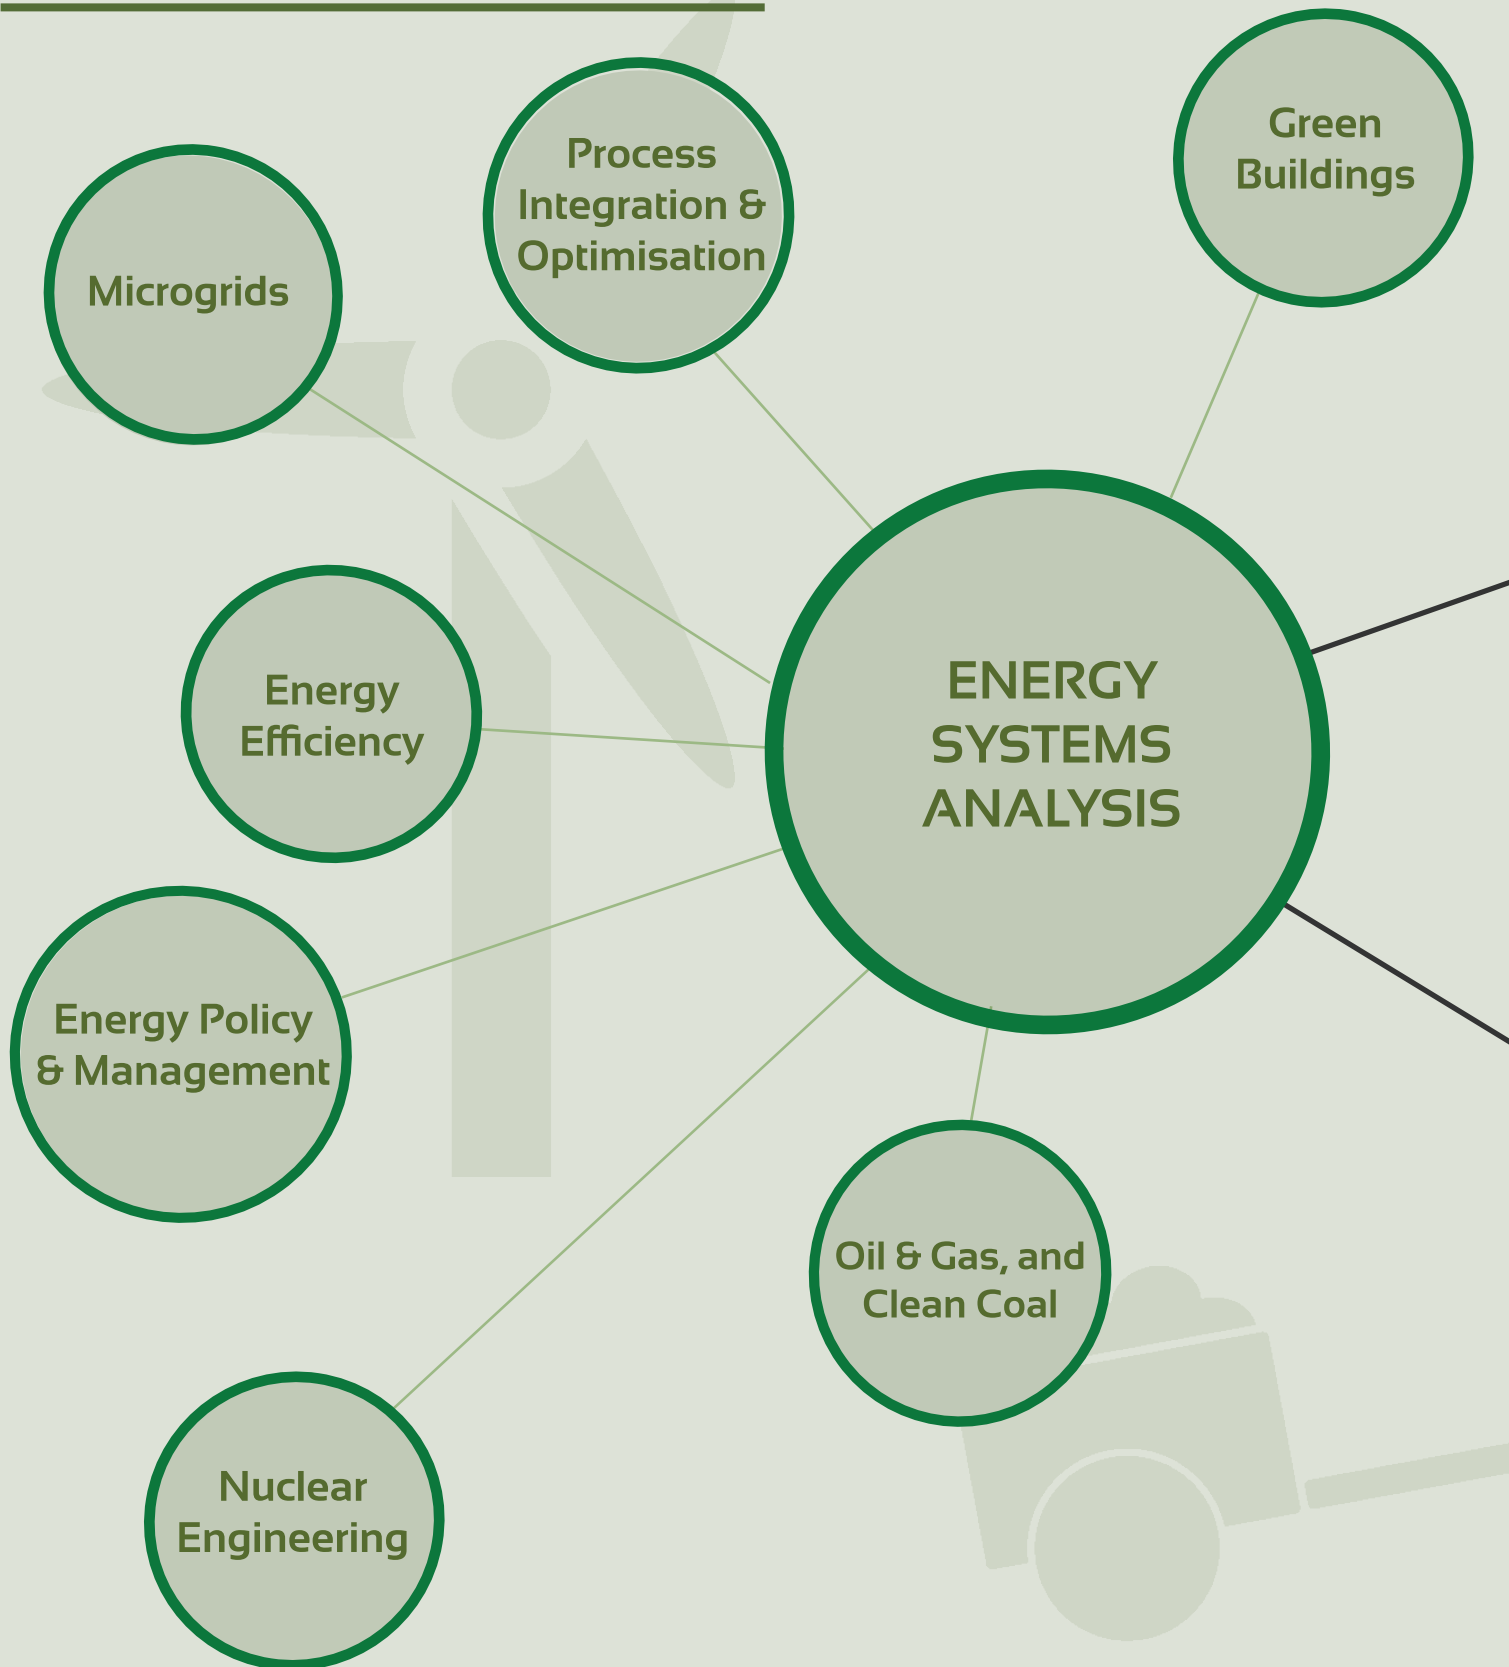 Green
Buildings
Process
Integration &
Optimisation
Microgrids
Energy
Efficiency
ENERGY
SYSTEMS
ANALYSIS
Energy Policy
& Management
Oil & Gas, and
Clean Coal
Nuclear
Engineering